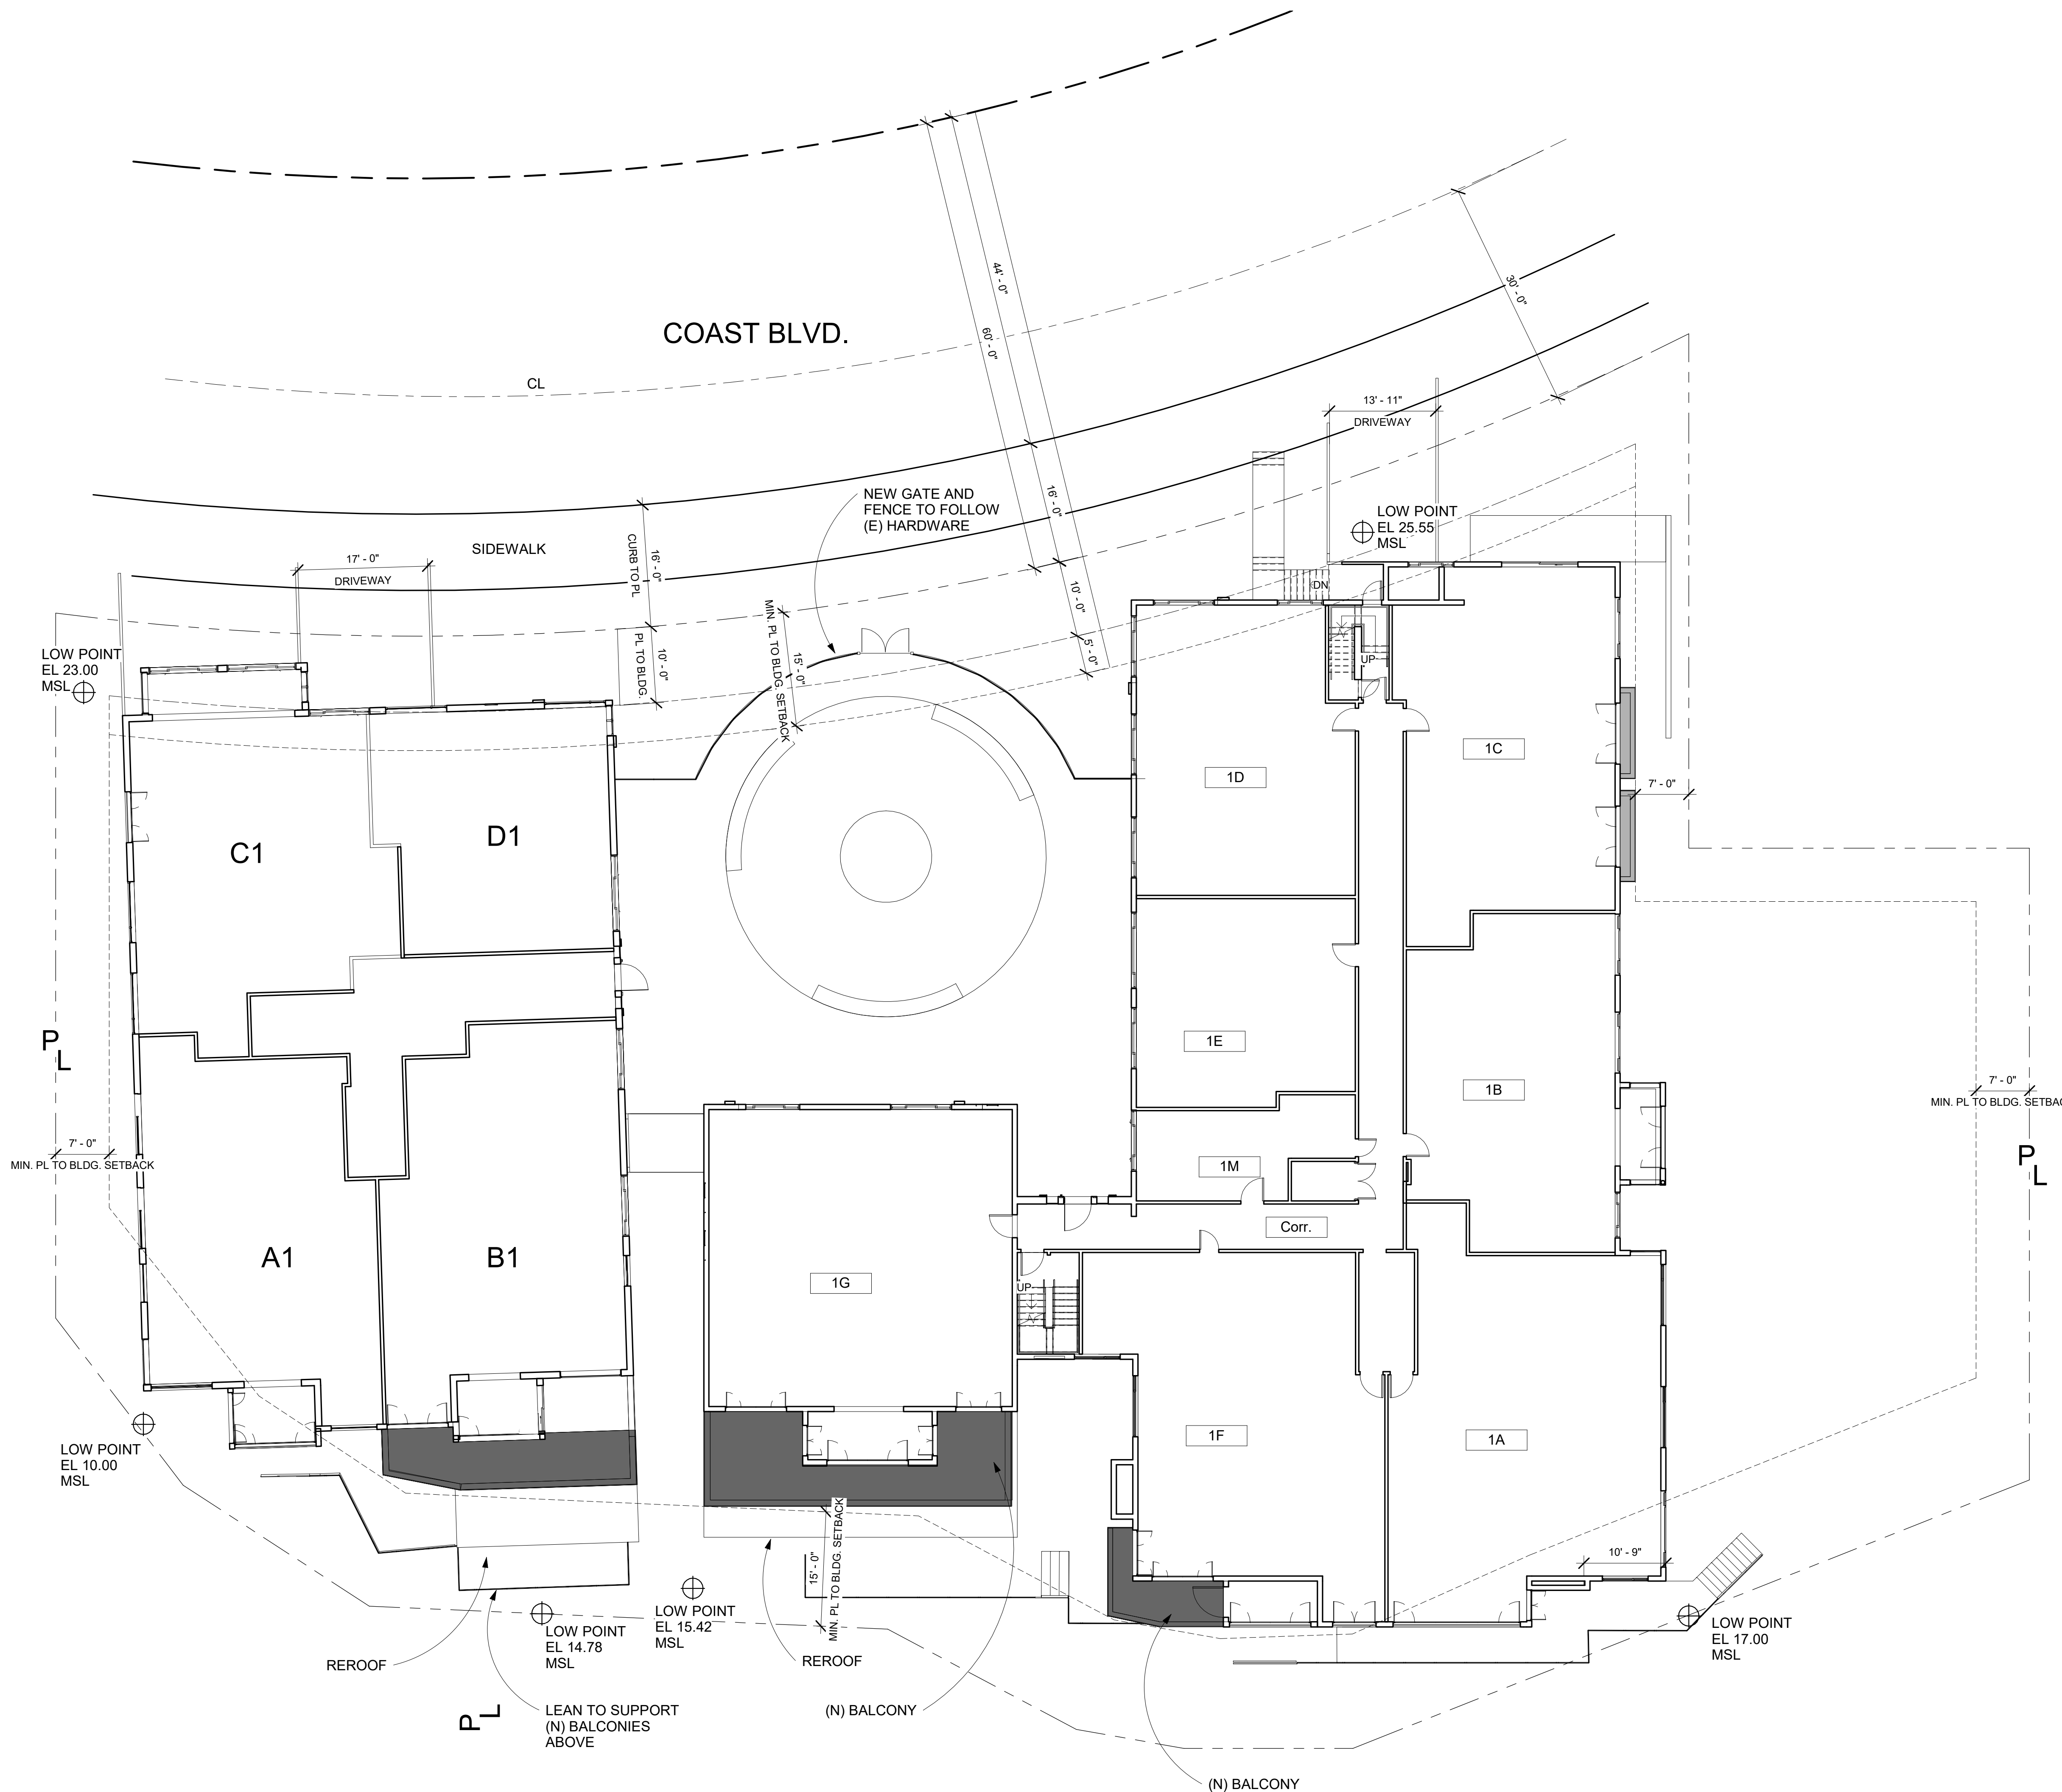 COAST BLVD.
CL
44' - 0"
60' - 0"
30' - 0"
13' - 11"
DRIVEWAY
NEW GATE AND
FENCE TO FOLLOW
(E) HARDWARE
16' - 0"
LOW POINT
EL 25.55
MSL
SIDEWALK
17' - 0"
DRIVEWAY
16' - 0"
CURB TO PL
10' - 0"
PL TO BLDG.
15' - 0"
MIN. PL TO BLDG. SETBACK
10' - 0"
5' - 0"
DN
UP
LOW POINT
EL 23.00
MSL
C1
D1
1D
1C
7' - 0"
PL
1E
1B
7' - 0"
MIN. PL TO BLDG. SETBAC
7' - 0"
MIN. PL TO BLDG. SETBACK
1M
PL
Corr.
A1
B1
1G
UP
1F
1A
LOW POINT
EL 10.00
MSL
15' - 0"
MIN. PL TO BLDG. SETBACK
10' - 9"
LOW POINT
EL 14.78
MSL
LOW POINT
EL 15.42
MSL
LOW POINT
EL 17.00
MSL
REROOF
REROOF
PL
LEAN TO SUPPORT
(N) BALCONIES
ABOVE
(N) BALCONY
(N) BALCONY